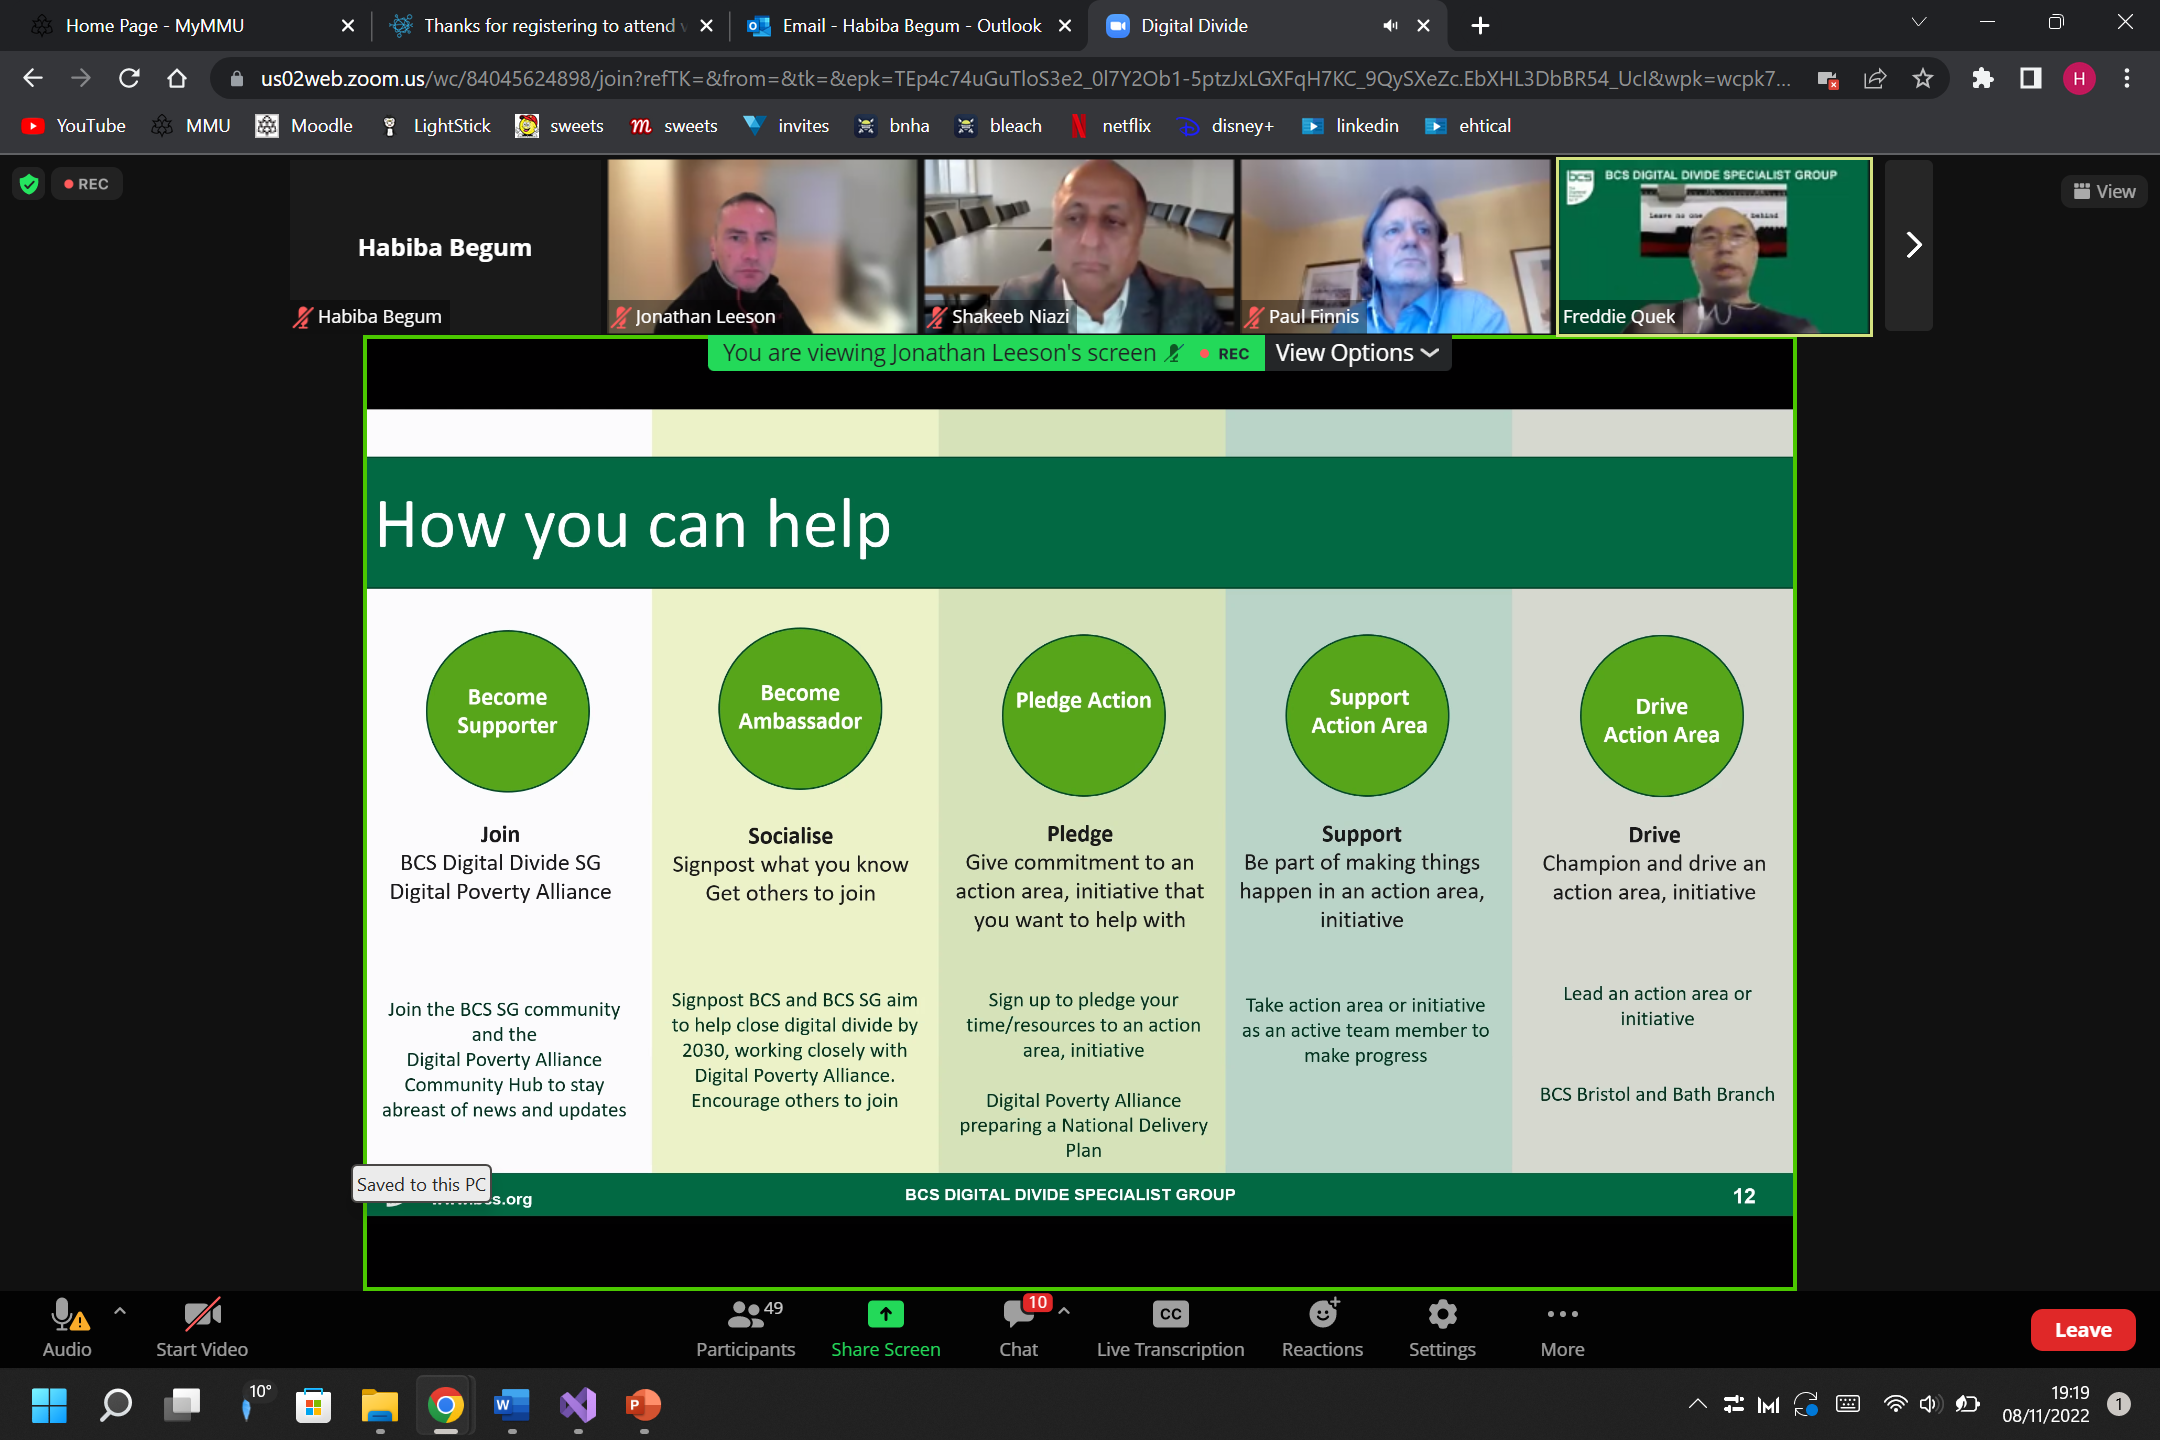 Home Page - MyMMU
Thanks for registering to attend
Email - Habiba Begum - Outlook
Digital Divide
us02web.zoom.us/wc/84045624898/join?refTK=&from=&tk=&epk=TEp4c74uGuTloS3e2_0l7Y2Ob1-5ptzJxLGXFqH7KC_9QySXeZc.EbXHL3DbBR54_UcI&wpk=wcpk7...
H
YouTube
MMU
Moodle
LightStick
sweets
m sweets
invites
bnha
bleach
netflix
disney+
linkedin
ehtical
REC
View
Habiba Begum
Habiba Begum
Jonathan Leeson
Shakeeb Niazi
Paul Finnis
bcs
BCS DIGITAL DIVIDE SPECIALIST GROUP
Leave no one behind
Freddie Quek
You are viewing Jonathan Leeson's screen
REC
View Options
How you can help
Become
Supporter
Join
BCS Digital Divide SG
Digital Poverty Alliance
Join the BCS SG community
and the
Digital Poverty Alliance
Community Hub to stay
abreast of news and updates
Become
Ambassador
Socialise
Signpost what you know
Get others to join
Signpost BCS and BCS SG aim
to help close digital divide by
2030, working closely with
Digital Poverty Alliance.
Encourage others to join
Pledge Action
Pledge
Give commitment to an
action area, initiative that
you want to help with
Sign up to pledge your
time/resources to an action
area, initiative
Digital Poverty Alliance
preparing a National Delivery
Plan
Support
Action Area
Support
Be part of making things
happen in an action area,
initiative
Take action area or initiative
as an active team member to
make progress
Drive
Action Area
Drive
Champion and drive an
action area, initiative
Lead an action area or
initiative
BCS Bristol and Bath Branch
Saved to this PC
BCS DIGITAL DIVIDE SPECIALIST GROUP
12
Audio
Start Video
49
Participants
Share Screen
10
Chat
CC
Live Transcription
Reactions
Settings
More
Leave
10°
W
P
19:19
08/11/2022
1